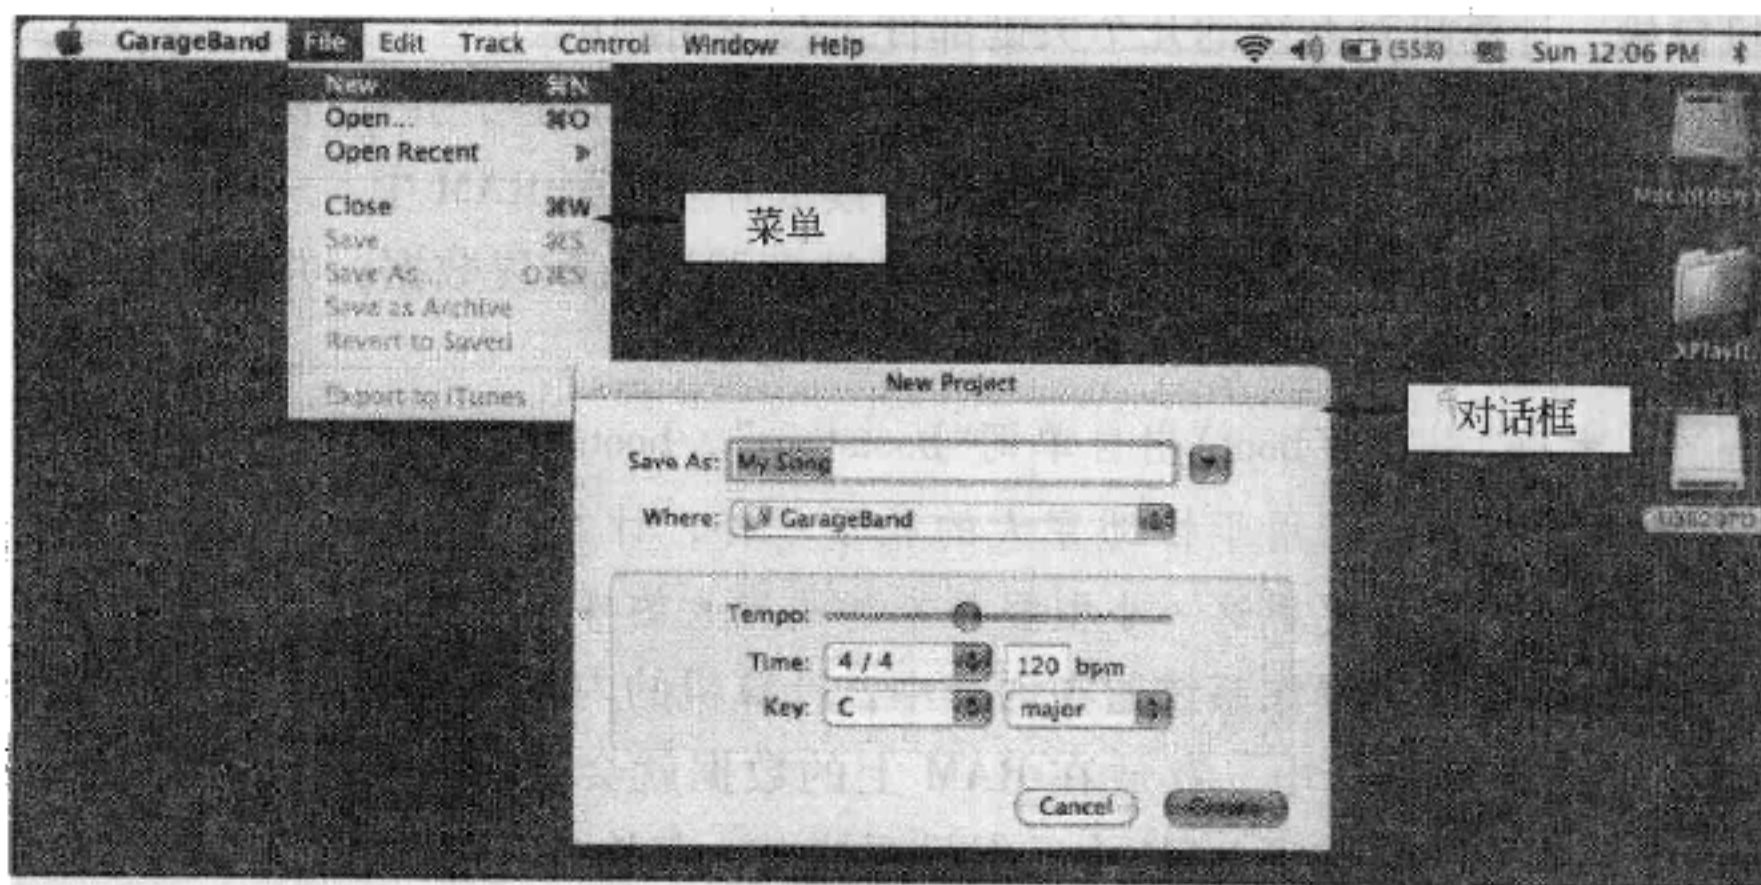 GarageBand File Edit Track Control Window Help (55%) Sun 12:06 PM
New ⌘N
Open... ⌘O
Open Recent
Close ⌘W
Save ⌘S
Save As... ⇧⌘S
Save as Archive
Revert to Saved
Export to iTunes
菜单
New Project
对话框
Save As: My Song
Where: GarageBand
Tempo:
Time: 4 / 4 120 bpm
Key: C major
Cancel Create